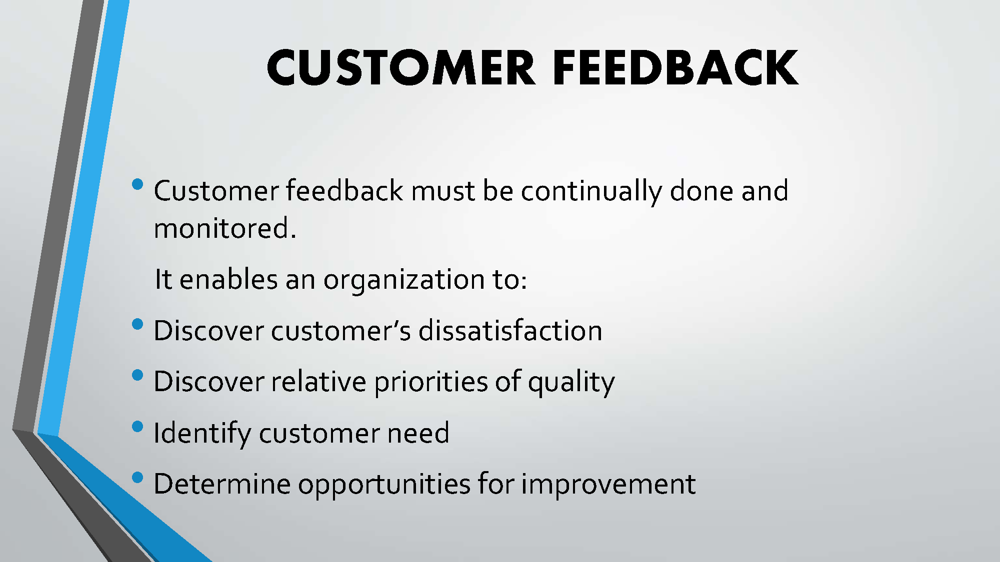 CUSTOMER FEEDBACK
• Customer feedback must be continually done and
monitored.
It enables an organization to:
• Discover customer’s dissatisfaction
• Discover relative priorities of quality
• Identify customer need
• Determine opportunities for improvement